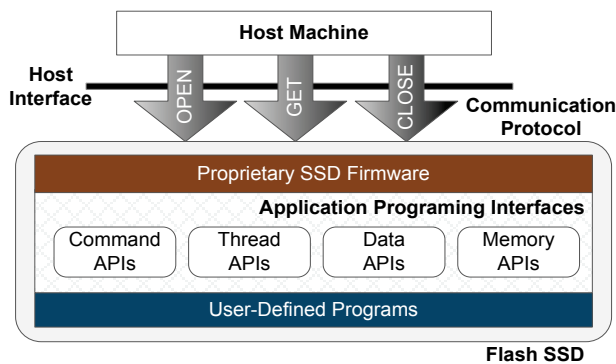 Host Machine
Host
Interface
OPEN
GET
CLOSE
Communication
Protocol
Proprietary SSD Firmware
Application Programing Interfaces
Command
APIs
Thread
APIs
Data
APIs
Memory
APIs
User-Defined Programs
Flash SSD